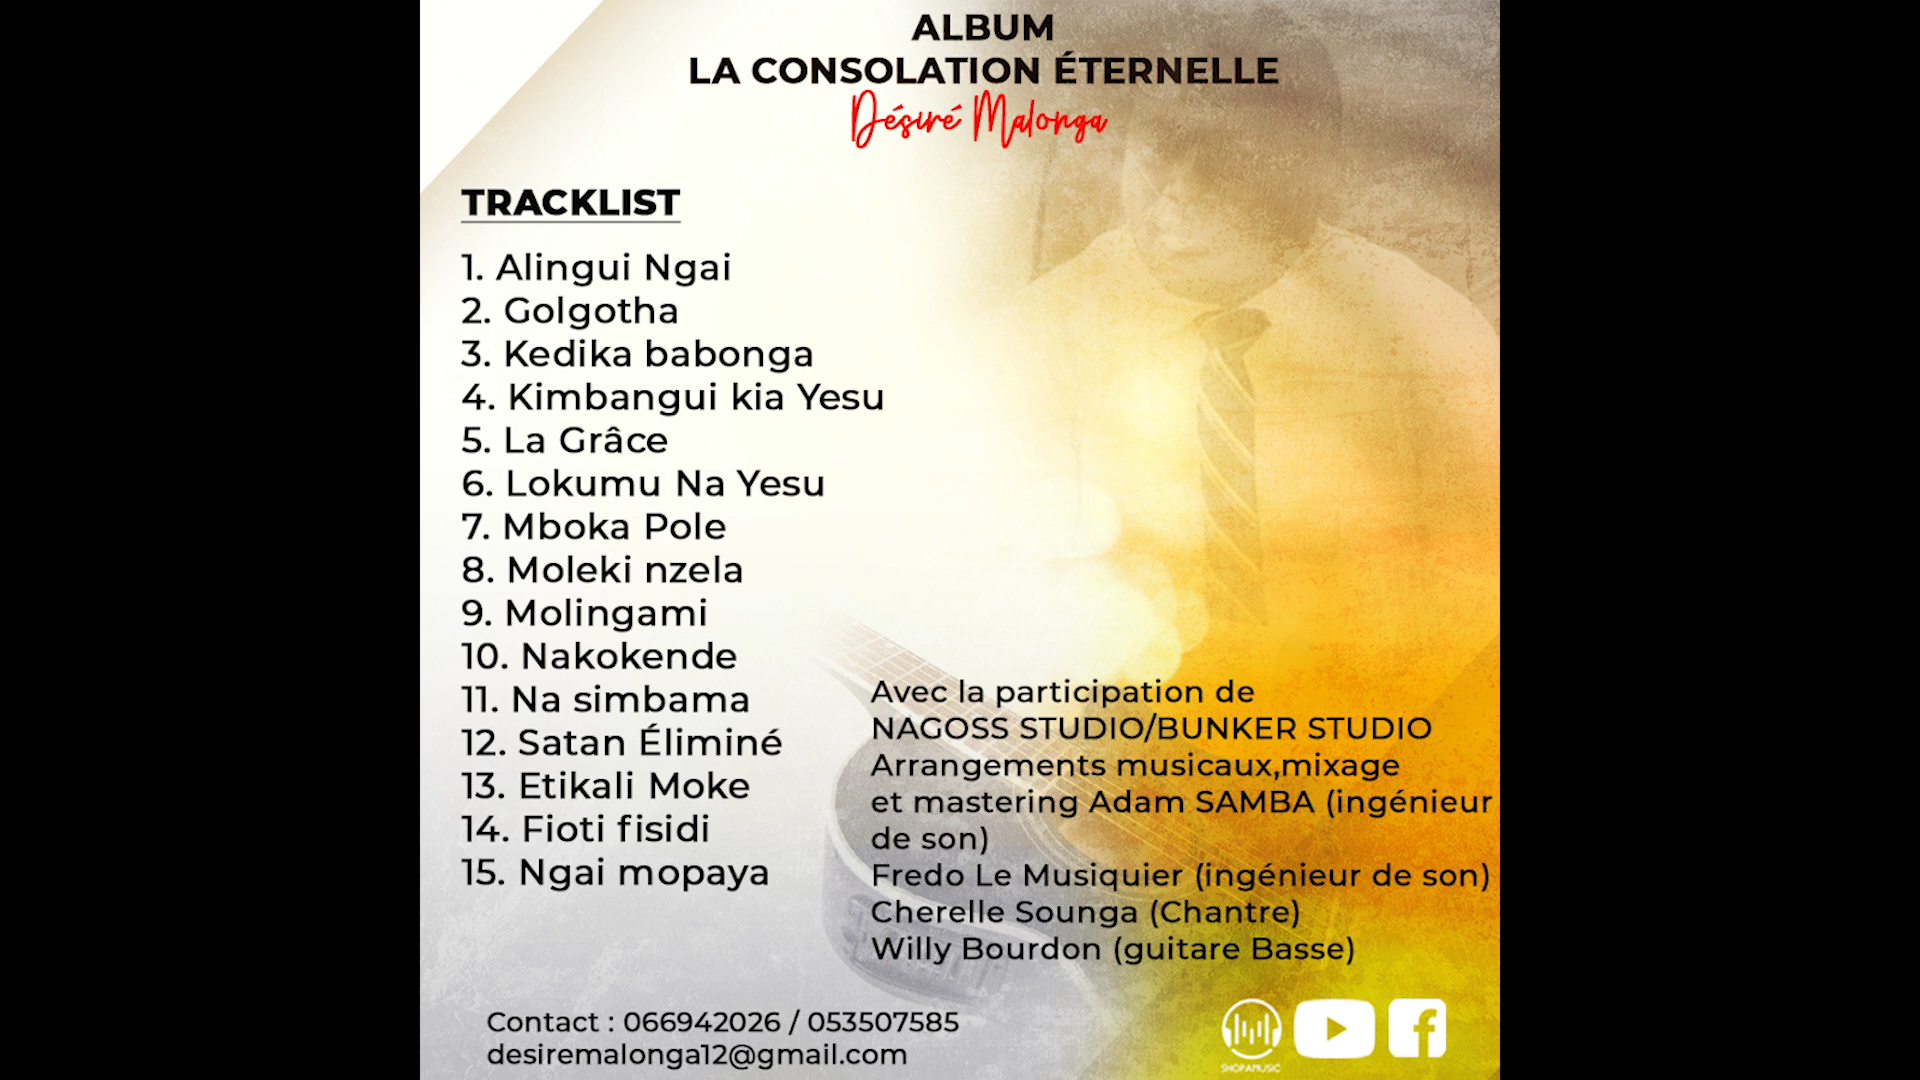 ALBUM
LA CONSOLATION ÉTERNELLE
Désiré Malonga
TRACKLIST
1. Alingui Ngai
2. Golgotha
3. Kedika babonga
4. Kimbangui kia Yesu
5. La Grâce
6. Lokumu Na Yesu
7. Mboka Pole
8. Moleki nzela
9. Molingami
10. Nakokende
11. Na simbama
12. Satan Éliminé
13. Etikali Moke
14. Fioti fisidi
15. Ngai mopaya
Avec la participation de
NAGOSS STUDIO/BUNKER STUDIO
Arrangements musicaux,mixage
et mastering Adam SAMBA (ingénieur
de son)
Fredo Le Musiquier (ingénieur de son)
Cherelle Sounga (Chantre)
Willy Bourdon (guitare Basse)
Contact : 066942026 / 053507585
desiremalonga12@gmail.com
SHOPAMUSIC